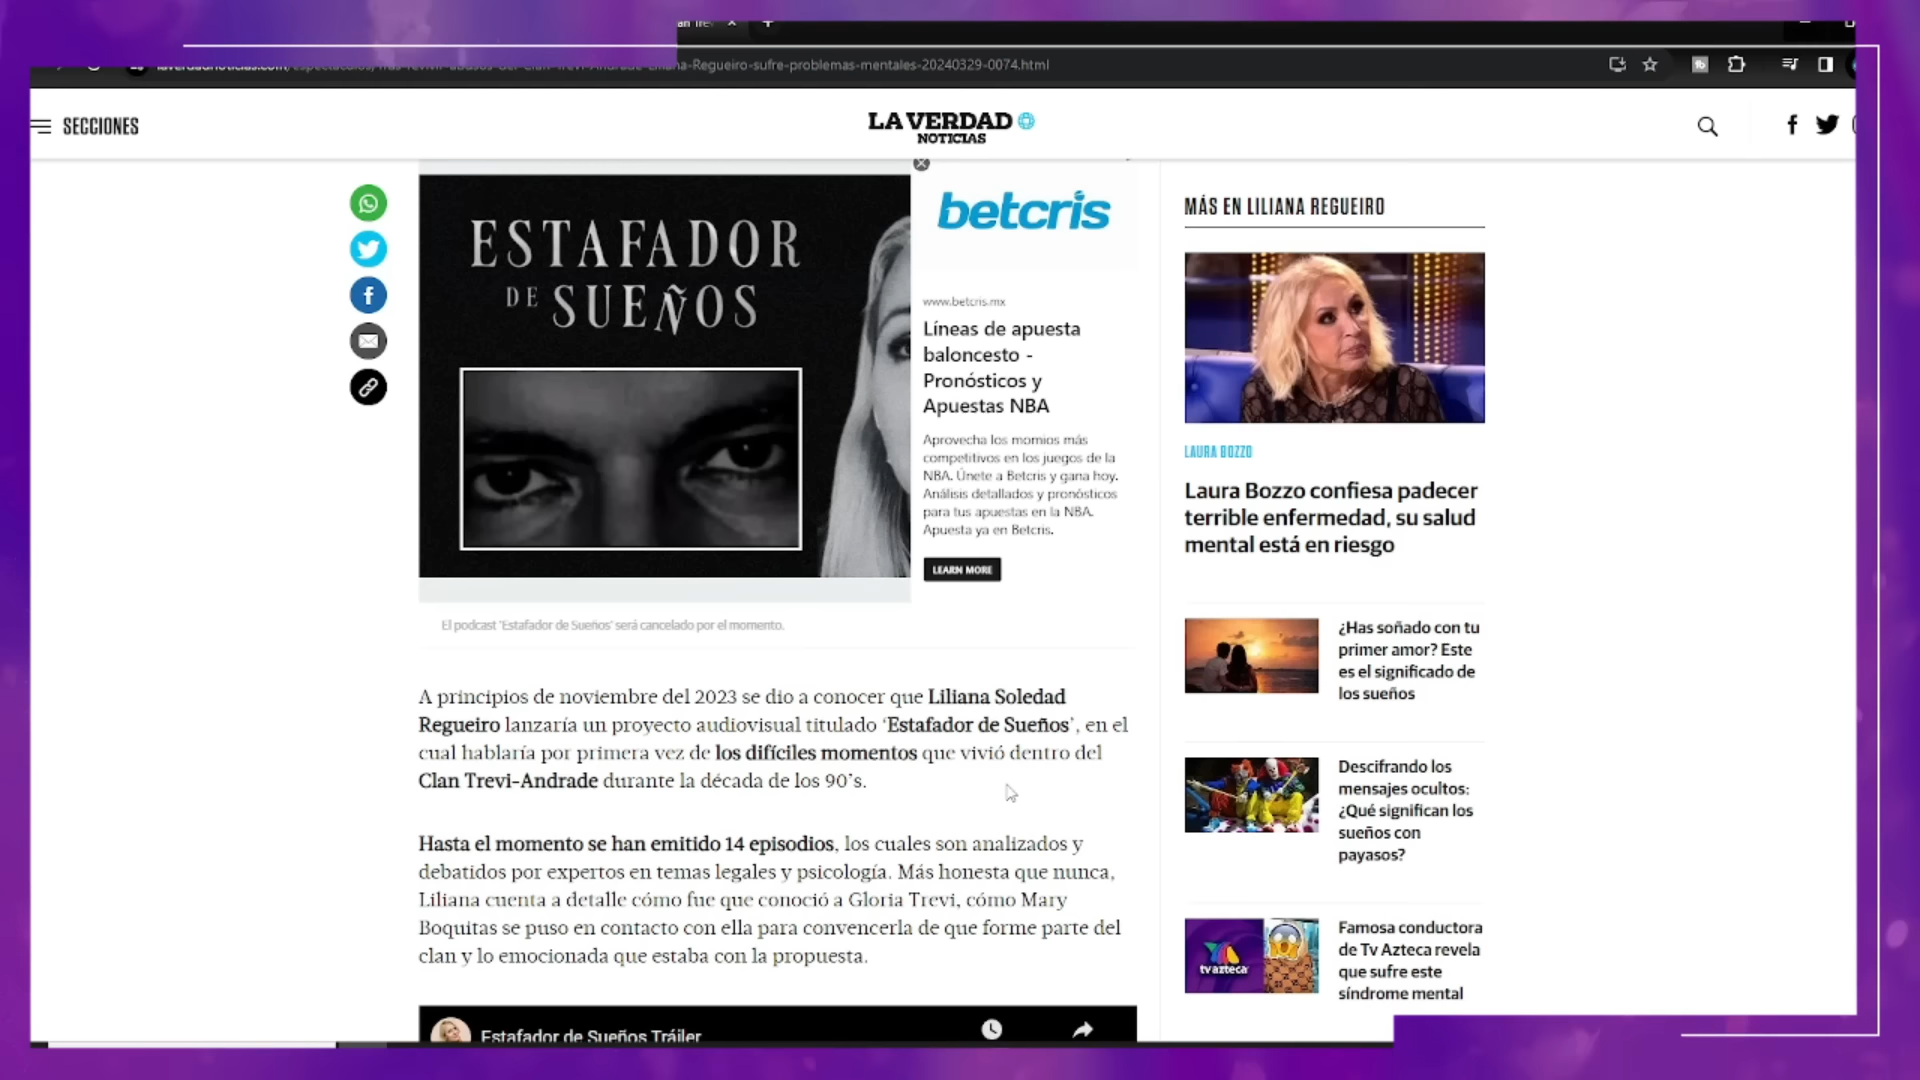 -Regueiro-sufre-problemas-mentales-20240329-0074.html
SECCIONES
LA VERDAD
NOTICIAS
ESTAFADOR
DE SUEÑOS
betcris
www.betcris.mx
Líneas de apuesta
baloncesto -
Pronósticos y
Apuestas NBA
Aprovecha los momios más
competitivos en los juegos de la
NBA. Únete a Betcris y gana hoy.
Análisis detallados y pronósticos
para tus apuestas en la NBA.
Apuesta ya en Betcris.
LEARN MORE
El podcast 'Estafador de Sueños' será cancelado por el momento.
A principios de noviembre del 2023 se dio a conocer que Liliana Soledad
Regueiro lanzaría un proyecto audiovisual titulado ‘Estafador de Sueños’, en el
cual hablaría por primera vez de los difíciles momentos que vivió dentro del
Clan Trevi-Andrade durante la década de los 90’s.
Hasta el momento se han emitido 14 episodios, los cuales son analizados y
debatidos por expertos en temas legales y psicología. Más honesta que nunca,
Liliana cuenta a detalle cómo fue que conoció a Gloria Trevi, cómo Mary
Boquitas se puso en contacto con ella para convencerla de que forme parte del
clan y lo emocionada que estaba con la propuesta.
Estafador de Sueños Tráiler
MÁS EN LILIANA REGUEIRO
LAURA BOZZO
Laura Bozzo confiesa padecer
terrible enfermedad, su salud
mental está en riesgo
¿Has soñado con tu
primer amor? Este
es el significado de
los sueños
Descifrando los
mensajes ocultos:
¿Qué significan los
sueños con
payasos?
tv azteca
Famosa conductora
de Tv Azteca revela
que sufre este
síndrome mental